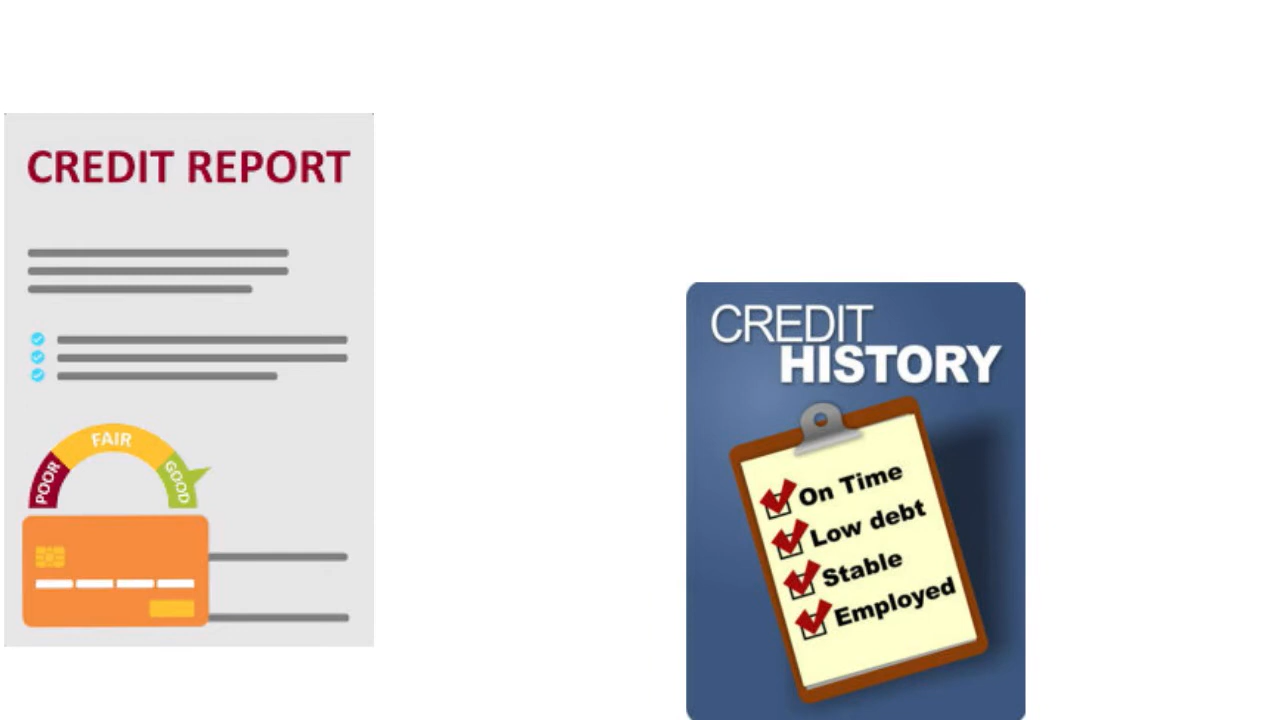 CREDIT REPORT
POOR
FAIR
GOOD
CREDIT
HISTORY
On Time
Low debt
Stable
Employed